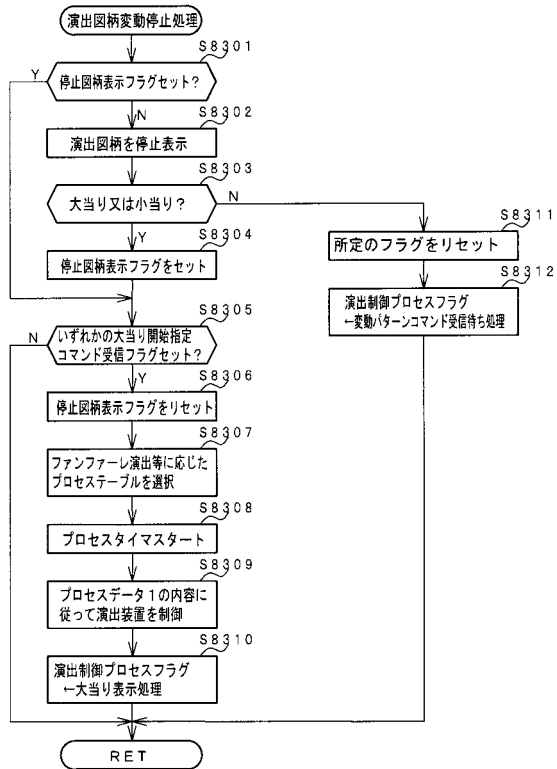 演出図柄変動停止処理
S8301
Y
停止図柄表示フラグセット?
N
S8302
演出図柄を停止表示
S8303
大当り又は小当り?
N
Y
S8304
停止図柄表示フラグをセット
S8311
所定のフラグをリセット
S8312
演出制御プロセスフラグ
←変動パターンコマンド受信待ち処理
S8305
N
いずれかの大当り開始指定
コマンド受信フラグセット?
Y
S8306
停止図柄表示フラグをリセット
S8307
ファンファーレ演出等に応じた
プロセステーブルを選択
S8308
プロセスタイマスタート
S8309
プロセスデータ1の内容に
従って演出装置を制御
S8310
演出制御プロセスフラグ
←大当り表示処理
RET